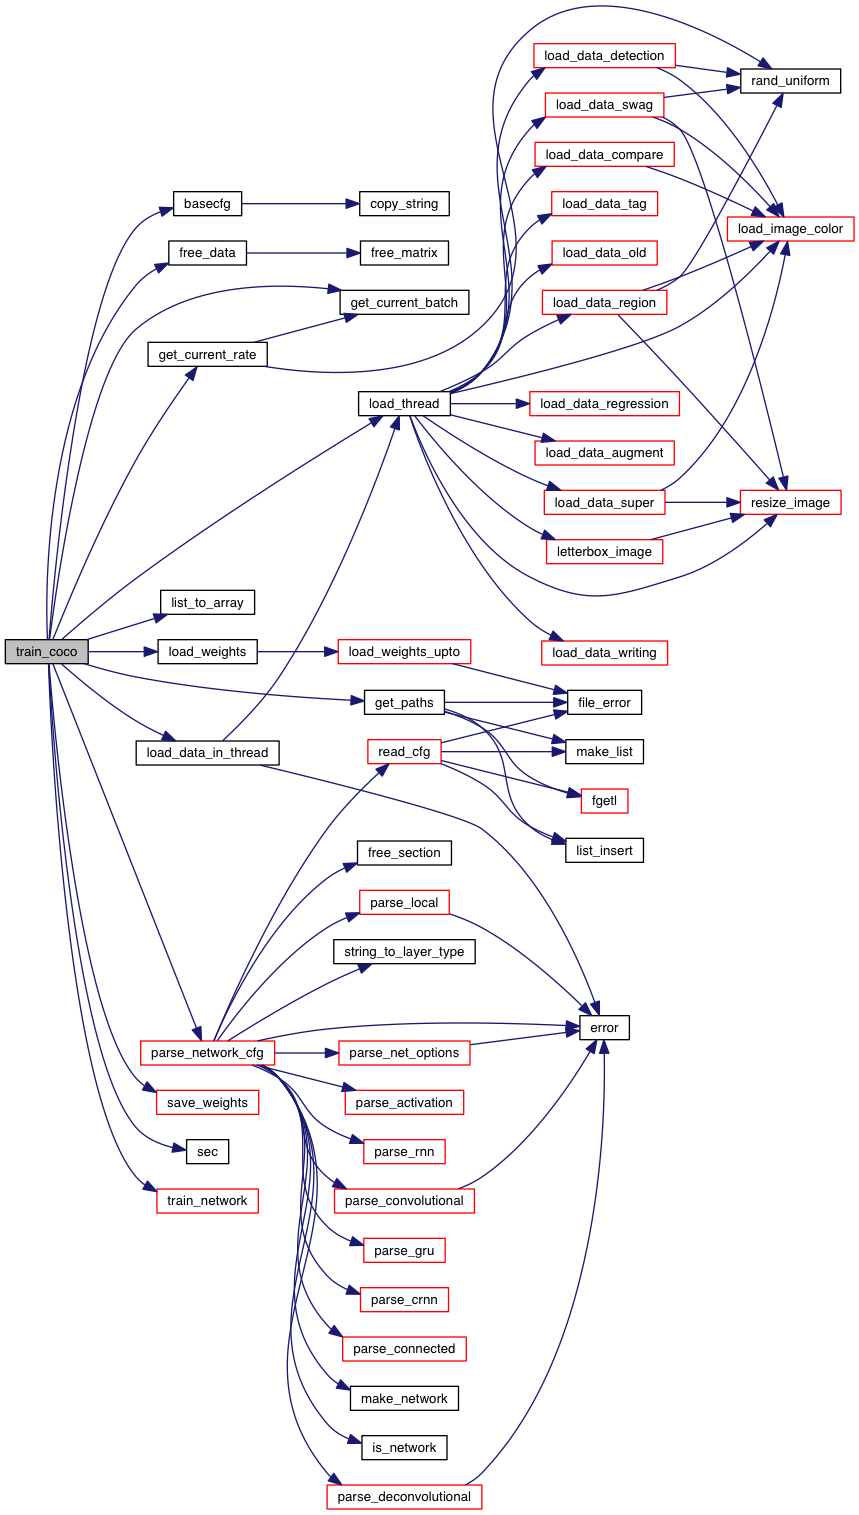 load_data_detection
rand_uniform
load_data_swag
load_data_compare
basecfg
copy_string
load_data_tag
load_image_color
free_data
free_matrix
load_data_old
get_current_batch
load_data_region
get_current_rate
load_thread
load_data_regression
load_data_augment
load_data_super
resize_image
letterbox_image
list_to_array
train_coco
load_weights
load_weights_upto
load_data_writing
get_paths
file_error
load_data_in_thread
read_cfg
make_list
fgetl
free_section
list_insert
parse_local
string_to_layer_type
error
parse_network_cfg
parse_net_options
save_weights
parse_activation
sec
parse_rnn
train_network
parse_convolutional
parse_gru
parse_crnn
parse_connected
make_network
is_network
parse_deconvolutional